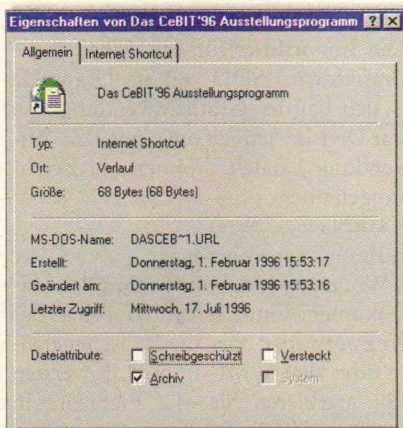 Eigenschaften von Das CeBIT'96 Ausstellungsprogramm
Allgemein Internet Shortcut
Das CeBIT'96 Ausstellungsprogramm
Typ: Internet Shortcut
Ort: Verlauf
Größe: 68 Bytes (68 Bytes)
MS-DOS-Name: DASCEB~1.URL
Erstellt: Donnerstag, 1. Februar 1996 15:53:17
Geändert am: Donnerstag, 1. Februar 1996 15:53:16
Letzter Zugriff: Mittwoch, 17. Juli 1996
Dateiattribute: Schreibgeschützt Versteckt
Archiv System